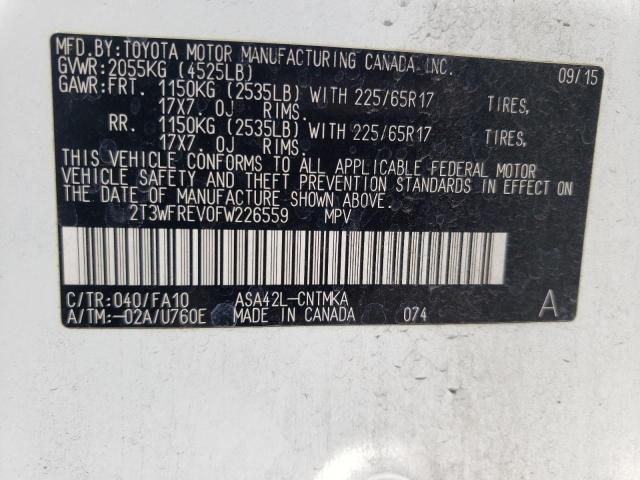 MFD.BY:TOYOTA MOTOR MANUFACTURING CANADA INC.
09/15
GVWR:2055KG (4525LB)
GAWR:FRT. 1150KG (2535LB) WITH 225/65R17 TIRES,
17X7.0J RIMS.
RR. 1150KG (2535LB) WITH 225/65R17 TIRES,
17X7.0J RIMS.
THIS VEHICLE CONFORMS TO ALL APPLICABLE FEDERAL MOTOR
VEHICLE SAFETY AND THEFT PREVENTION STANDARDS IN EFFECT ON
THE DATE OF MANUFACTURE SHOWN ABOVE.
2T3WFREV0FW226559 MPV
C/TR:040/FA10 ASA42L-CNTMKA
A/TM:-02A/U760E MADE IN CANADA 074
A